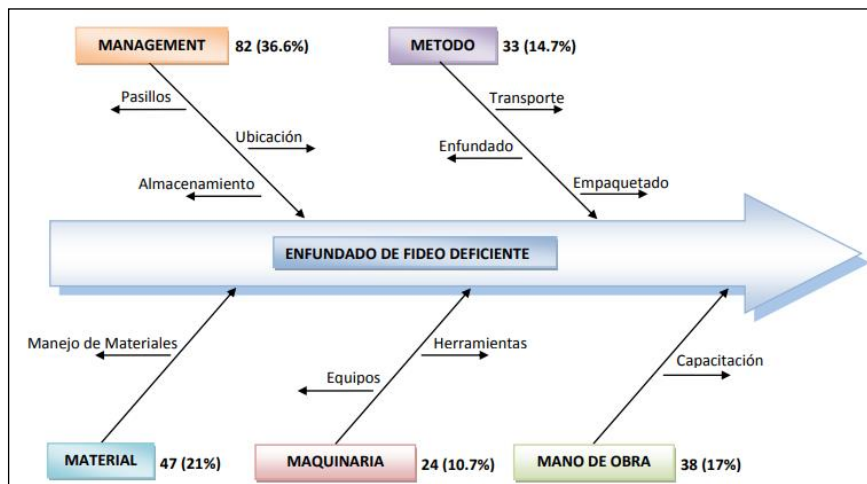 MANAGEMENT 82 (36.6%)
METODO 33 (14.7%)
Pasillos
Transporte
Ubicación
Enfundado
Almacenamiento
Empaquetado
ENFUNDADO DE FIDEO DEFICIENTE
Manejo de Materiales
Herramientas
Equipos
Capacitación
MATERIAL 47 (21%)
MAQUINARIA 24 (10.7%)
MANO DE OBRA 38 (17%)